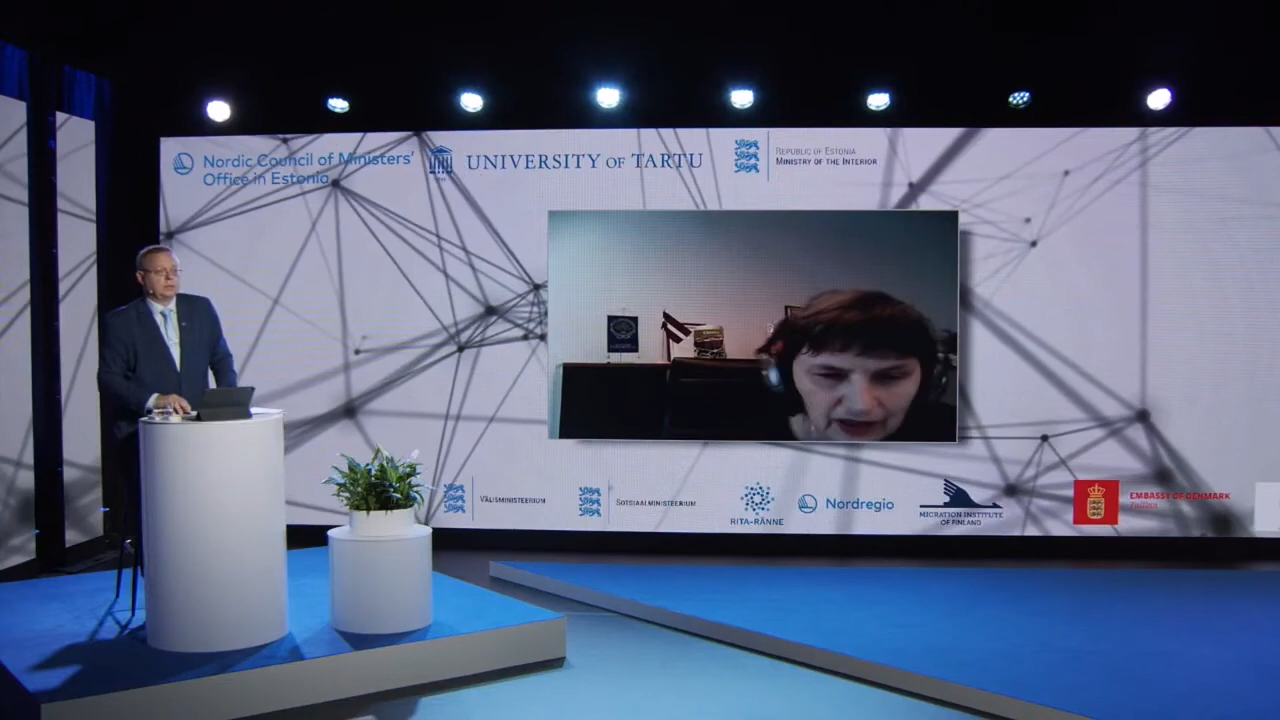 Nordic Council of Ministers'
Office in Estonia
UNIVERSITY OF TARTU
REPUBLIC OF ESTONIA
MINISTRY OF THE INTERIOR
VÄLISMINISTEERIUM
SOTSIAALMINISTEERIUM
RITA-RÄNNE
Nordregio
MIGRATION INSTITUTE
OF FINLAND
EMBASSY OF DENMARK